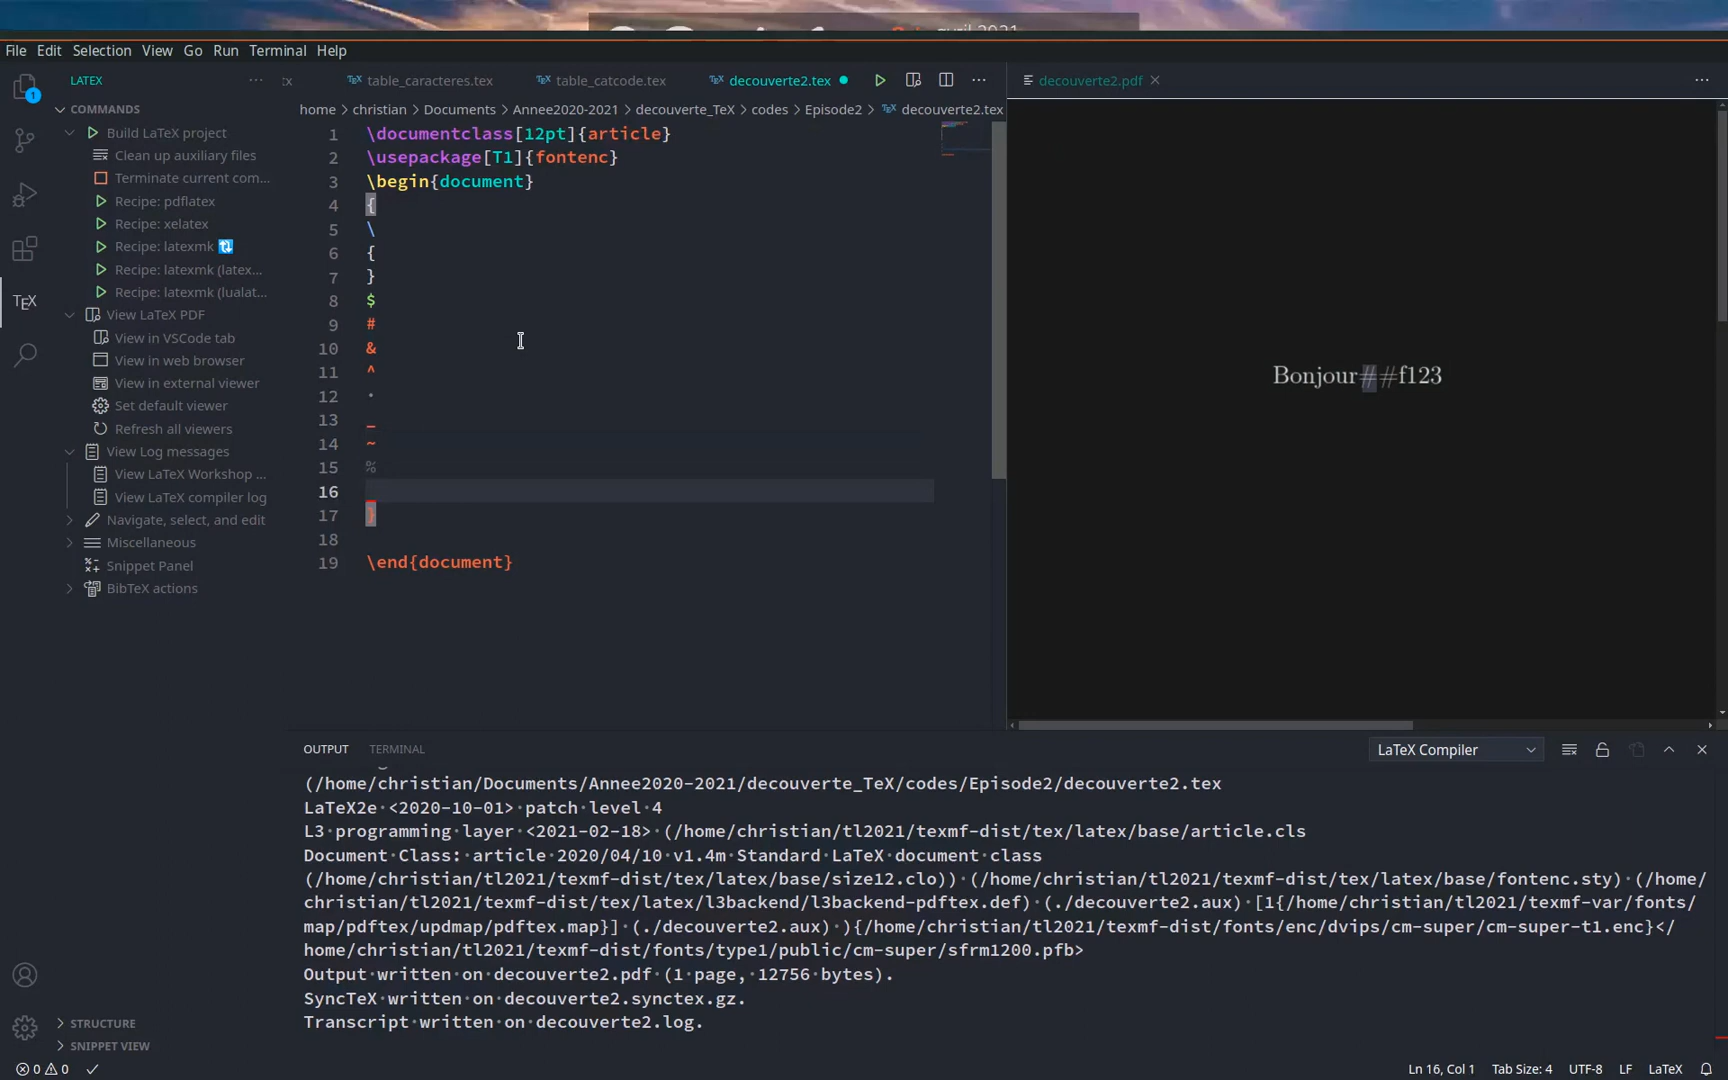 avril 2021
File Edit Selection View Go Run Terminal Help
LATEX ···
COMMANDS
Build LaTeX project
Clean up auxiliary files
Terminate current com...
Recipe: pdflatex
Recipe: xelatex
Recipe: latexmk
Recipe: latexmk (latex...
Recipe: latexmk (lualat...
View LaTeX PDF
View in VSCode tab
View in web browser
View in external viewer
Set default viewer
Refresh all viewers
View Log messages
View LaTeX Workshop ...
View LaTeX compiler log
Navigate, select, and edit
Miscellaneous
Snippet Panel
BibTeX actions
STRUCTURE
SNIPPET VIEW
TEX
1
table_caracteres.tex table_catcode.tex decouverte2.tex
home > christian > Documents > Annee2020-2021 > decouverte_TeX > codes > Episode2 > decouverte2.tex
1 \documentclass[12pt]{article}
2 \usepackage[T1]{fontenc}
3 \begin{document}
4 {
5 \
6 {
7 }
8 $
9 #
10 &
11 ^
12 ·
13 _
14 ~
15 %
16
17 }
18
19 \end{document}
decouverte2.pdf
Bonjour##f123
OUTPUT TERMINAL
LaTeX Compiler
(/home/christian/Documents/Annee2020-2021/decouverte_TeX/codes/Episode2/decouverte2.tex
LaTeX2e·<2020-10-01>·patch level 4
L3·programming·layer·<2021-02-18>·(/home/christian/tl2021/texmf-dist/tex/latex/base/article.cls
Document·Class:·article·2020/04/10·v1.4m·Standard·LaTeX·document·class
(/home/christian/tl2021/texmf-dist/tex/latex/base/size12.clo))·(/home/christian/tl2021/texmf-dist/tex/latex/base/fontenc.sty)·(/home/
christian/tl2021/texmf-dist/tex/latex/l3backend/l3backend-pdftex.def)·(./decouverte2.aux)·[1{/home/christian/tl2021/texmf-var/fonts/
map/pdftex/updmap/pdftex.map}]·(./decouverte2.aux)·){/home/christian/tl2021/texmf-dist/fonts/enc/dvips/cm-super/cm-super-t1.enc}</
home/christian/tl2021/texmf-dist/fonts/type1/public/cm-super/sfrm1200.pfb>
Output·written·on·decouverte2.pdf·(1·page,·12756·bytes).
SyncTeX·written·on·decouverte2.synctex.gz.
Transcript·written·on·decouverte2.log.
0 0 Ln 16, Col 1 Tab Size: 4 UTF-8 LF LaTeX